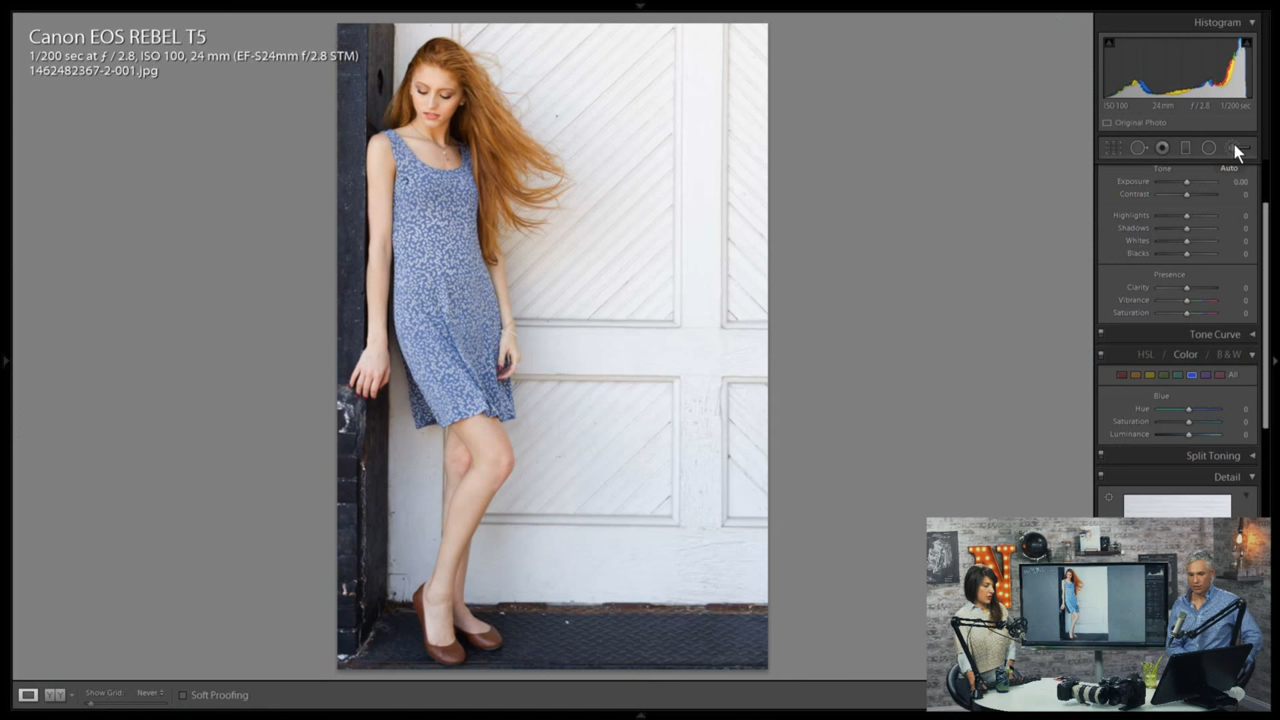 Canon EOS REBEL T5
1/200 sec at ƒ / 2.8, ISO 100, 24 mm (EF-S24mm f/2.8 STM)
1462482367-2-001.jpg
Histogram
ISO 100 24 mm ƒ / 2.8 1/200 sec
Original Photo
Tone Auto
Exposure 0.00
Contrast 0
Highlights 0
Shadows 0
Whites 0
Blacks 0
Presence
Clarity 0
Vibrance 0
Saturation 0
Tone Curve
HSL / Color / B & W
All
Blue
Hue 0
Saturation 0
Luminance 0
Split Toning
Detail
N
Show Grid: Never
Soft Proofing